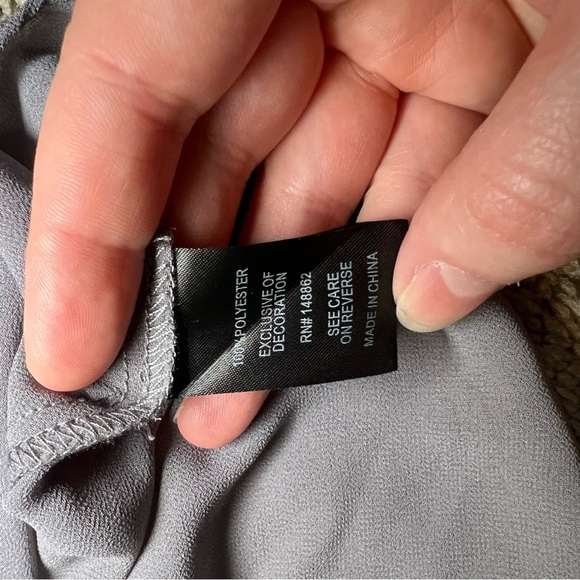 100% POLYESTER
EXCLUSIVE OF
DECORATION
RN# 148862
SEE CARE
ON REVERSE
MADE IN CHINA